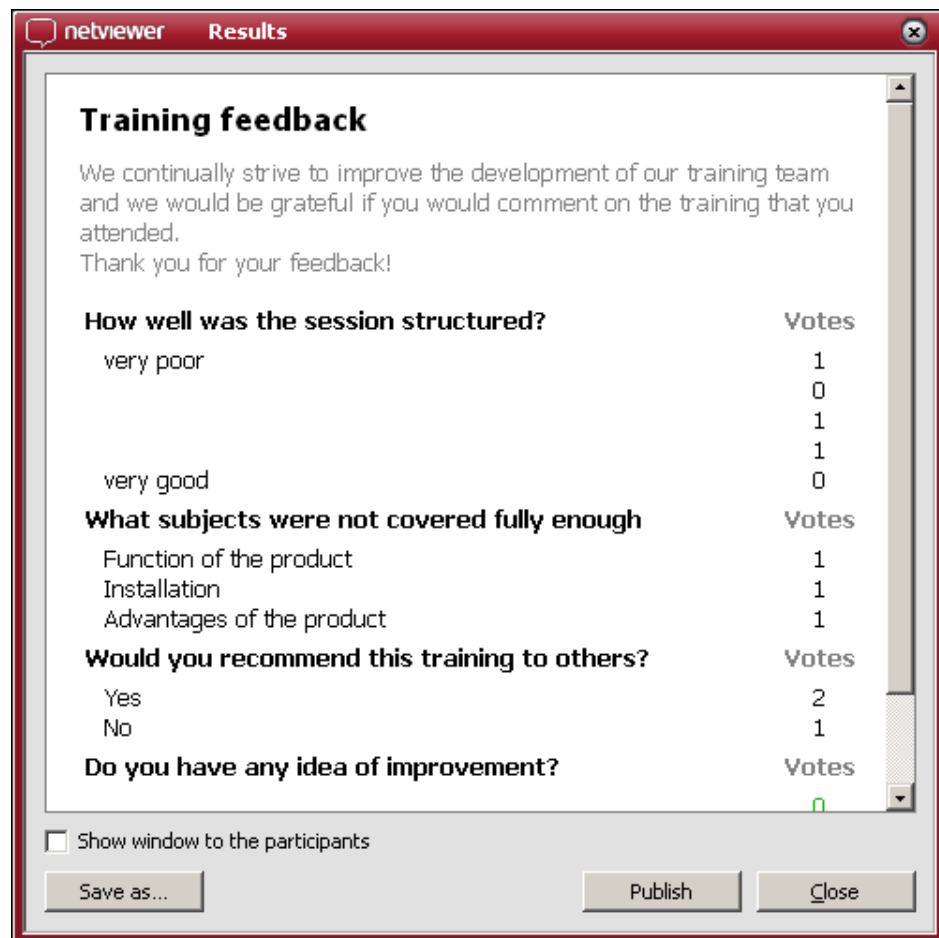 netviewer Results
Training feedback
We continually strive to improve the development of our training team
and we would be grateful if you would comment on the training that you
attended.
Thank you for your feedback!
How well was the session structured? Votes
very poor 1
0
1
1
very good 0
What subjects were not covered fully enough Votes
Function of the product 1
Installation 1
Advantages of the product 1
Would you recommend this training to others? Votes
Yes 2
No 1
Do you have any idea of improvement? Votes
0
Show window to the participants
Save as... Publish Close